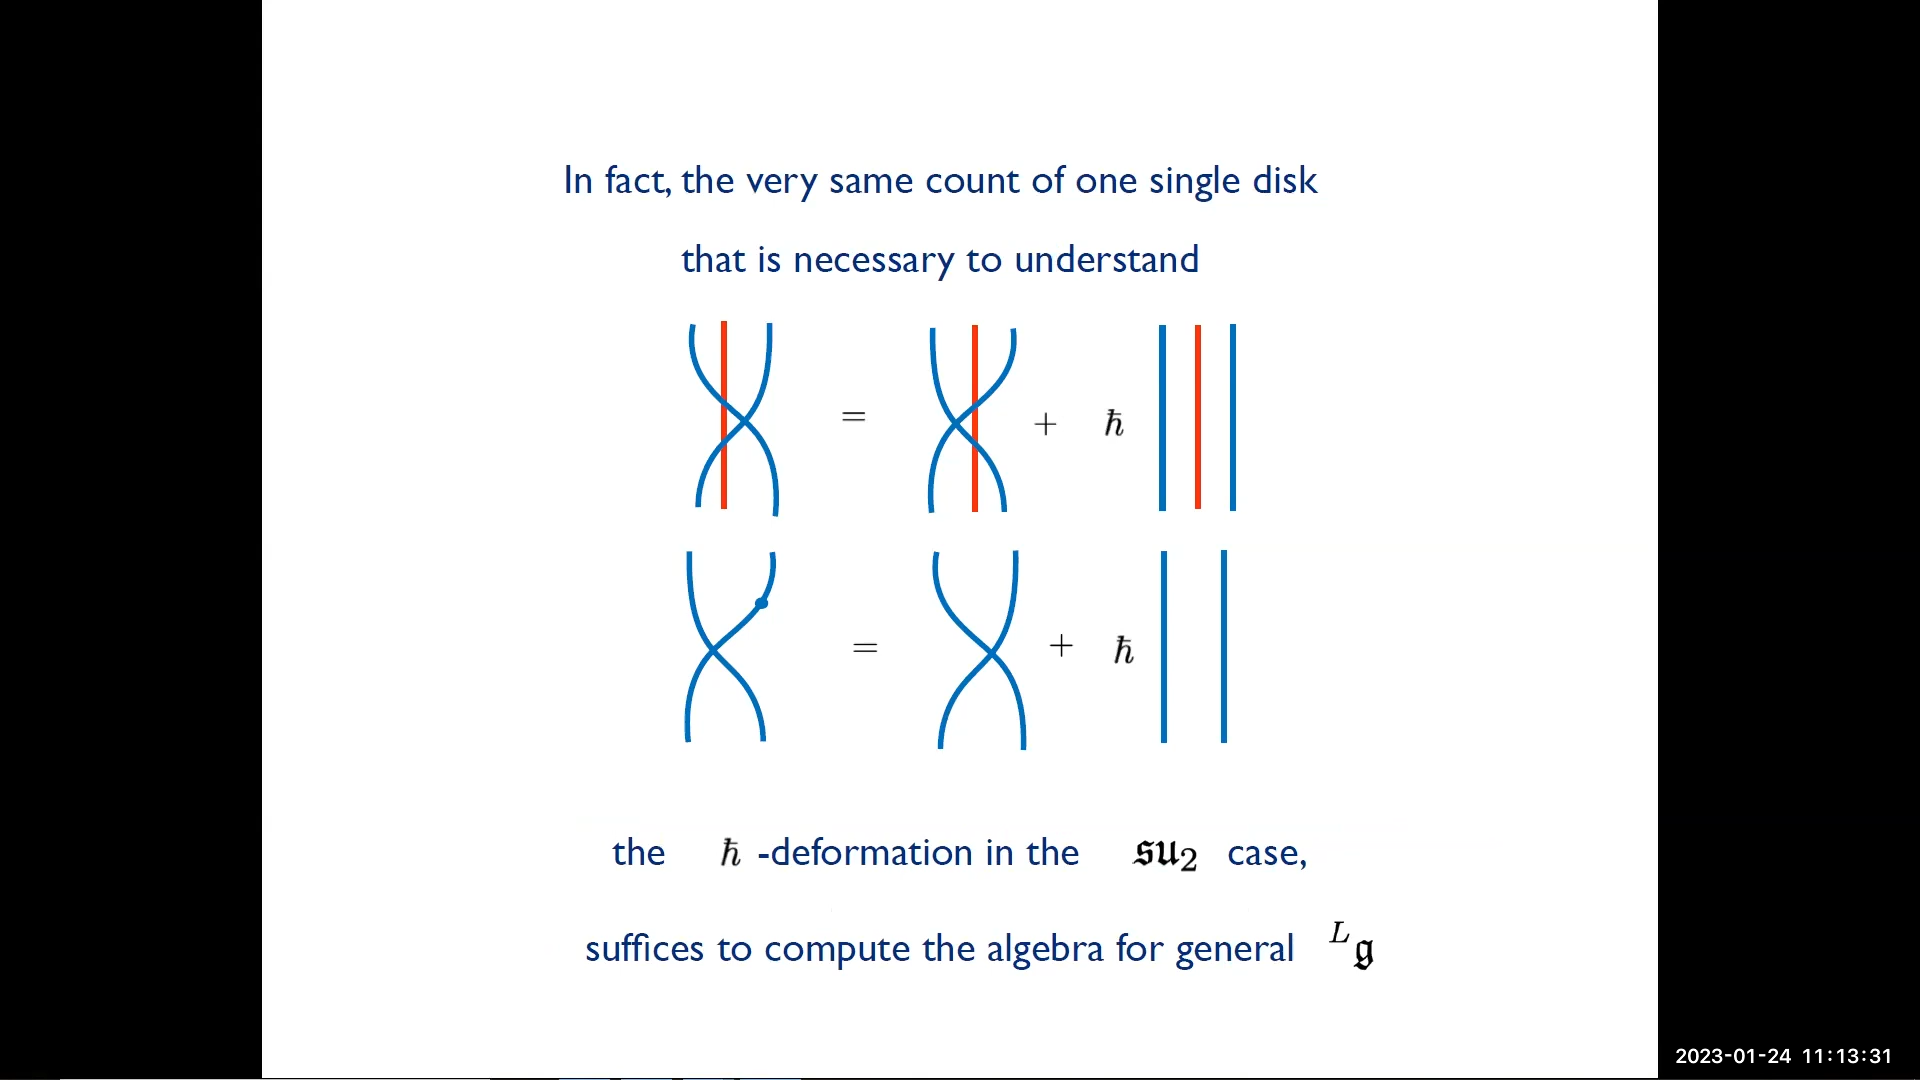 In fact, the very same count of one single disk
that is necessary to understand
= + ℏ
= + ℏ
the ℏ -deformation in the 𝔰𝔲₂ case,
suffices to compute the algebra for general ᴸ𝔤
2023-01-24 11:13:31